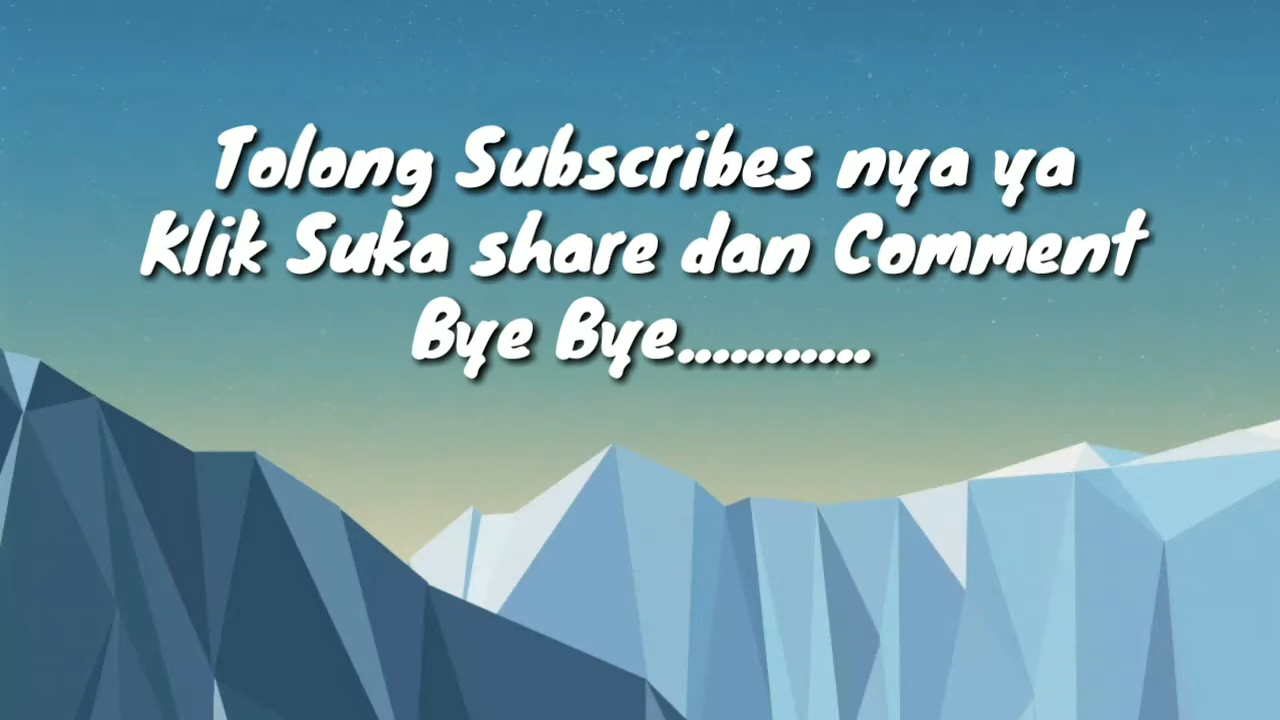 Tolong Subscribes nya ya
Klik Suka share dan Comment
Bye Bye...........